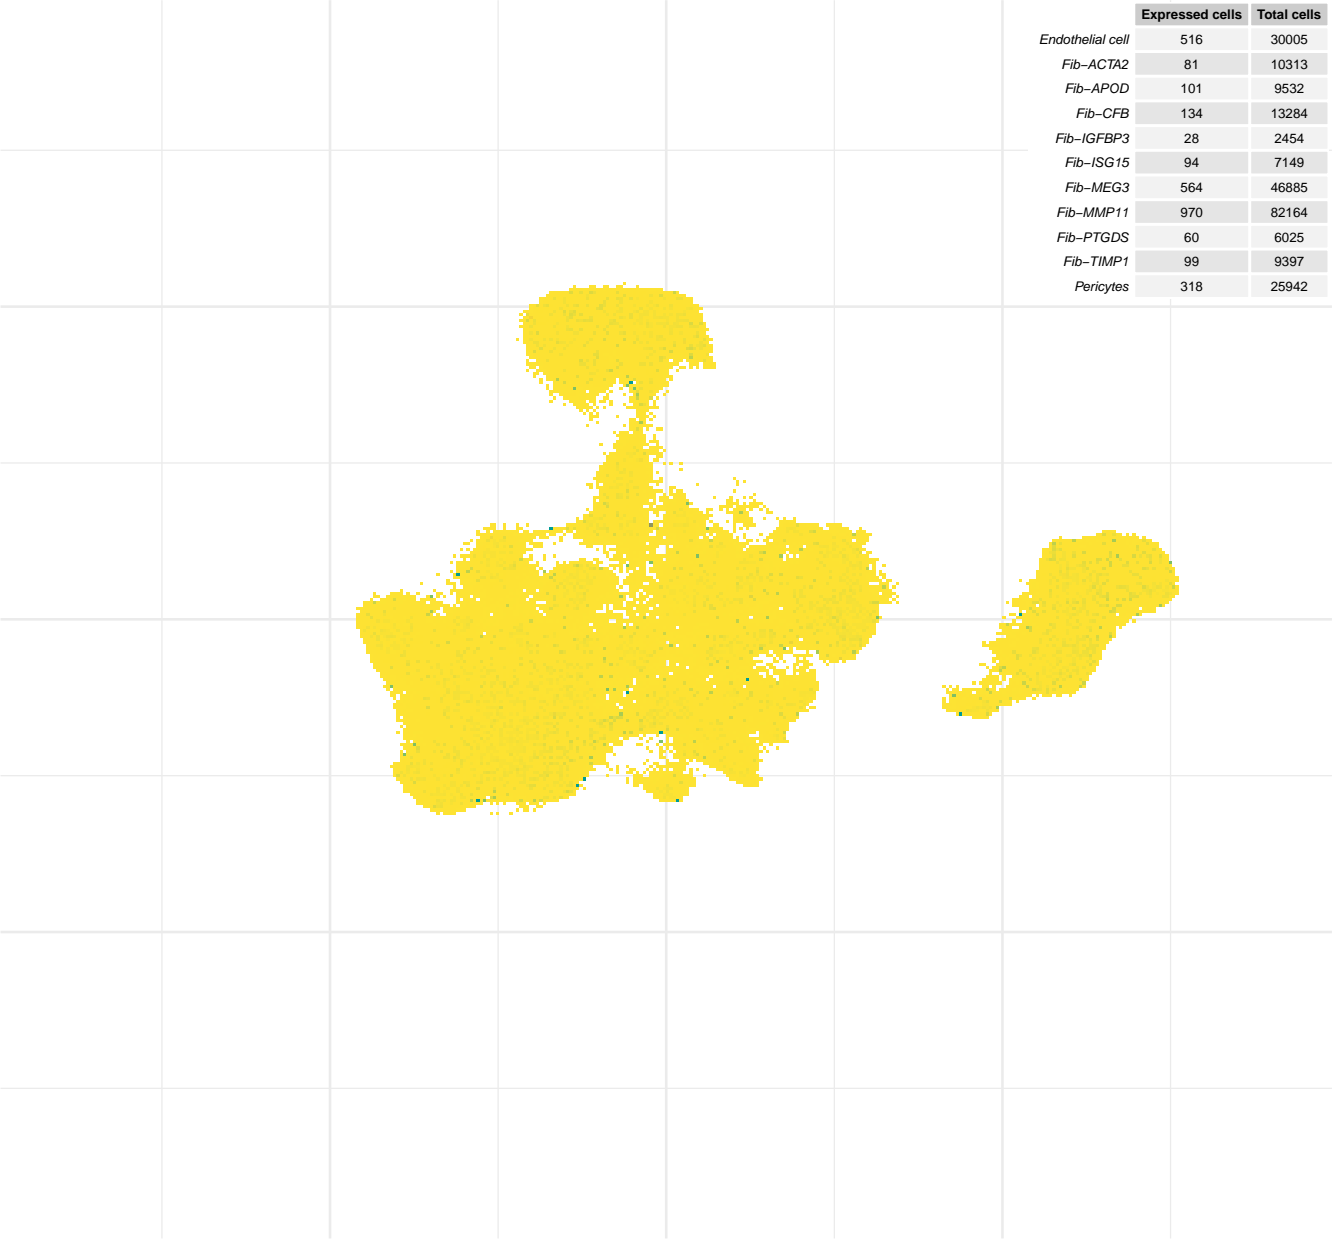 Expressed cells Total cells
Endothelial cell 516 30005
Fib−ACTA2 81 10313
Fib−APOD 101 9532
Fib−CFB 134 13284
Fib−IGFBP3 28 2454
Fib−ISG15 94 7149
Fib−MEG3 564 46885
Fib−MMP11 970 82164
Fib−PTGDS 60 6025
Fib−TIMP1 99 9397
Pericytes 318 25942